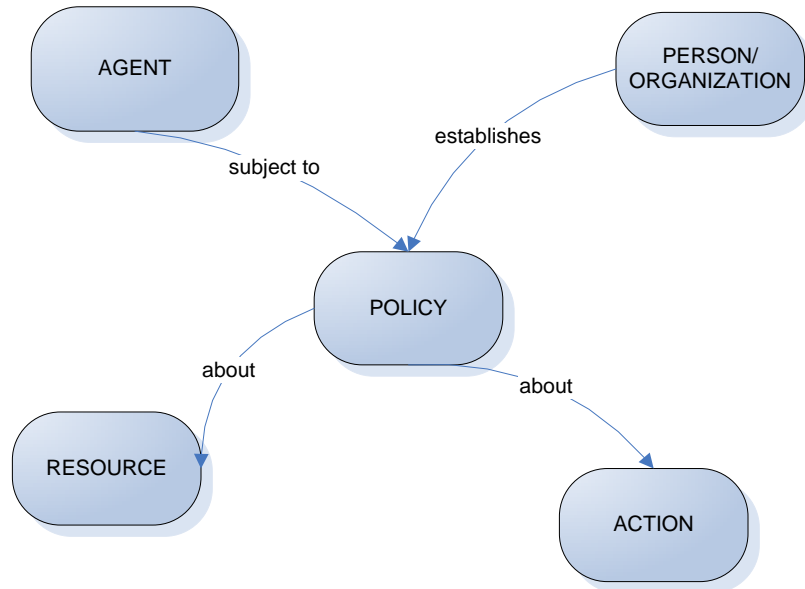 AGENT
PERSON/
ORGANIZATION
establishes
subject to
POLICY
about
about
RESOURCE
ACTION